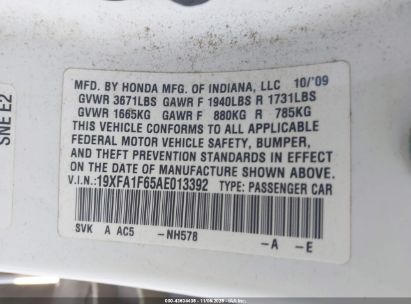 SNE E2
MFD. BY HONDA MFG. OF INDIANA, LLC 10/'09
GVWR 3671LBS GAWR F 1940LBS R 1731LBS
GVWR 1665KG GAWR F 880KG R 785KG
THIS VEHICLE CONFORMS TO ALL APPLICABLE
FEDERAL MOTOR VEHICLE SAFETY, BUMPER,
AND THEFT PREVENTION STANDARDS IN EFFECT
ON THE DATE OF MANUFACTURE SHOWN ABOVE.
V.I.N.:19XFA1F65AE013392 TYPE: PASSENGER CAR
SVK A AC5 -NH578 -A -E